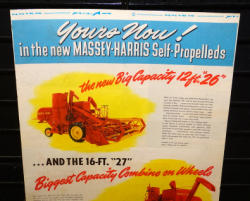 Yours Now!
in the new MASSEY-HARRIS Self-Propelleds
the new Big Capacity 12-ft. "26"
...AND THE 16-FT. "27"
Biggest Capacity Combine on Wheels